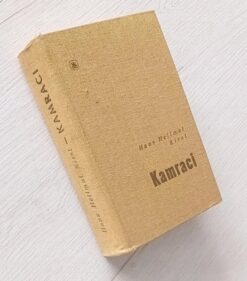 Hans Hellmut
Kirst
Kamraci
Hans Hellmut Kirst — KAMRACI